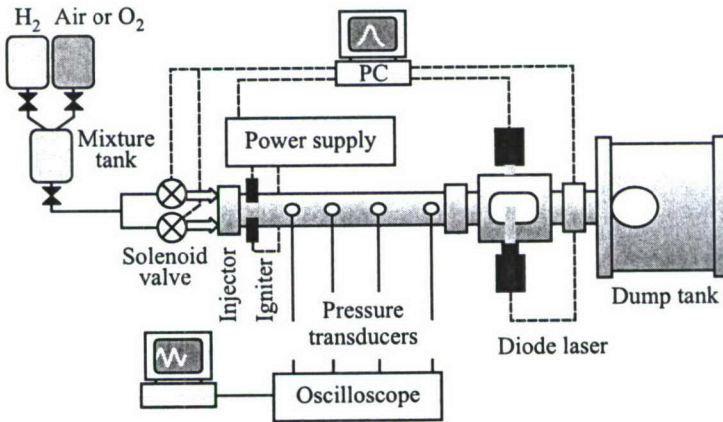 H₂ Air or O₂
PC
Power supply
Mixture
tank
Solenoid
valve
Injector
Igniter
Pressure
transducers
Diode laser
Dump tank
Oscilloscope